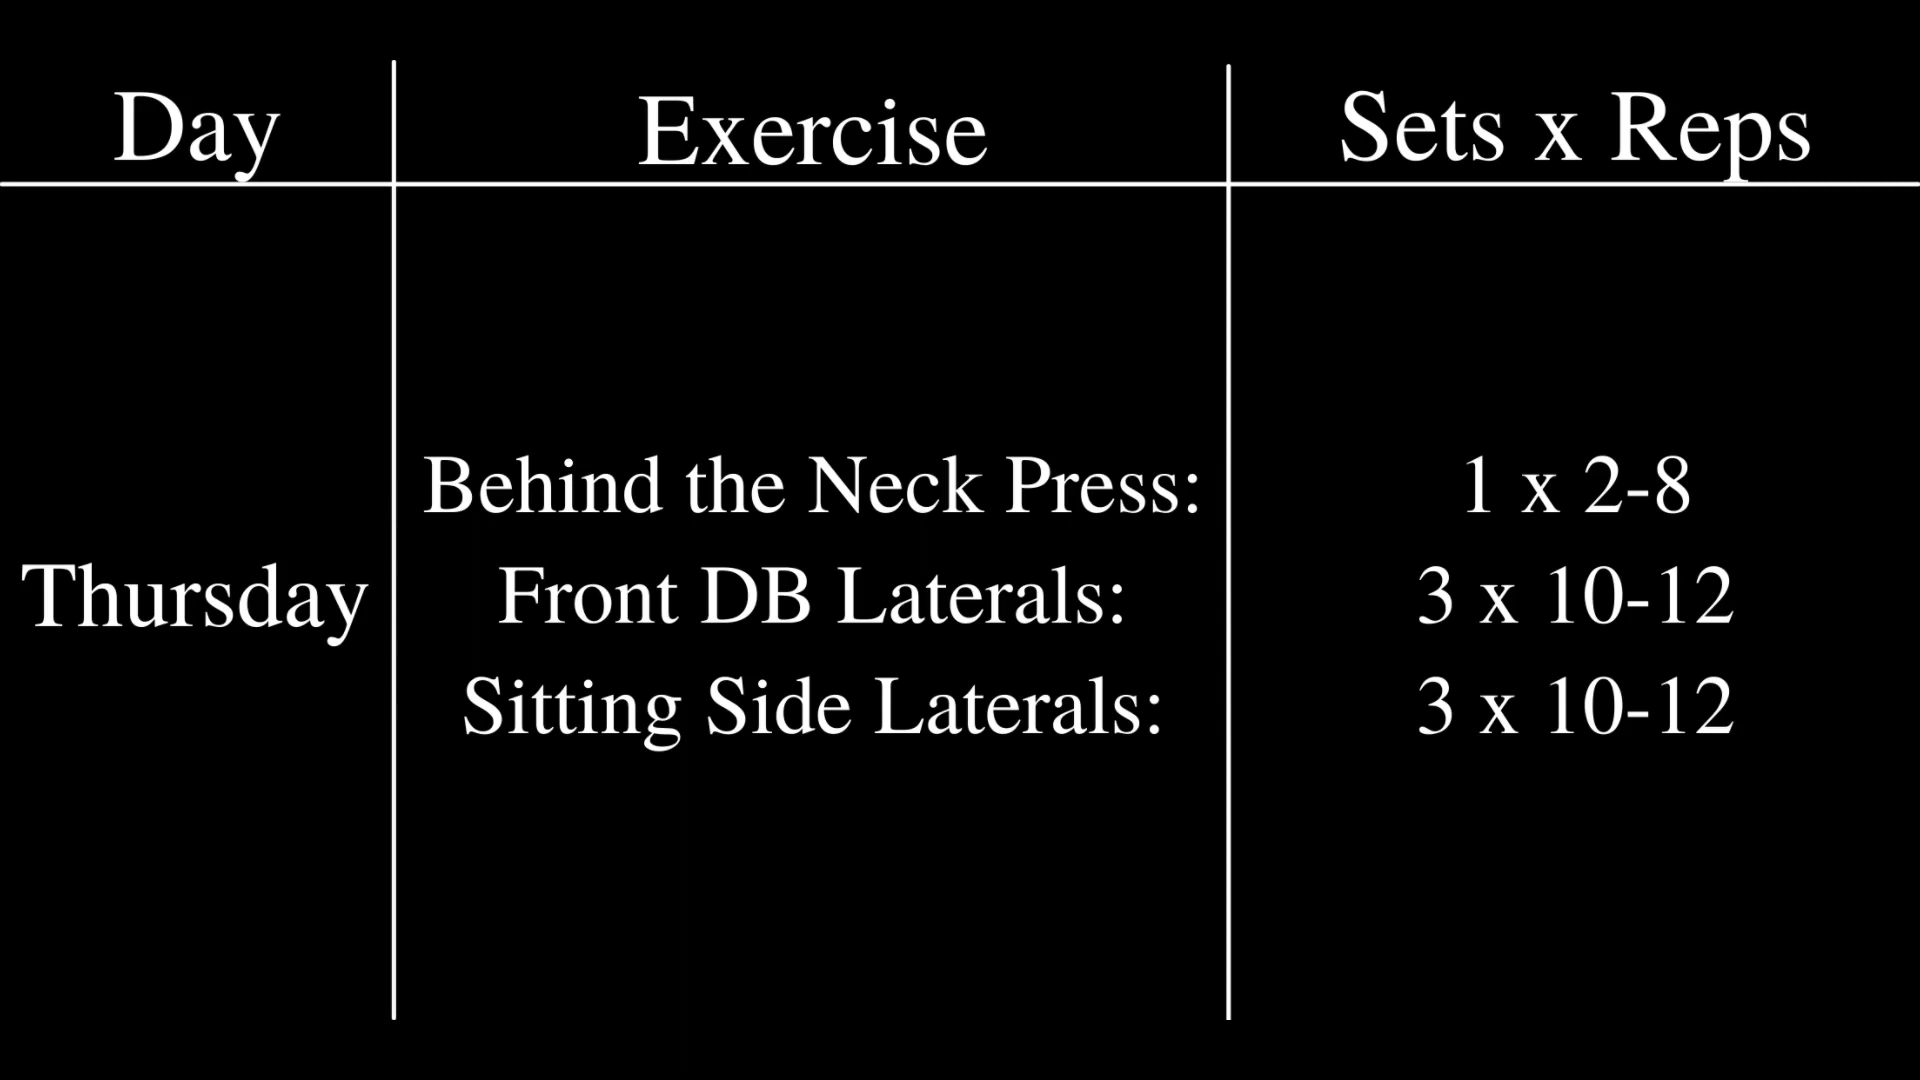 Day Exercise Sets x Reps
Thursday
Behind the Neck Press: 1 x 2-8
Front DB Laterals: 3 x 10-12
Sitting Side Laterals: 3 x 10-12